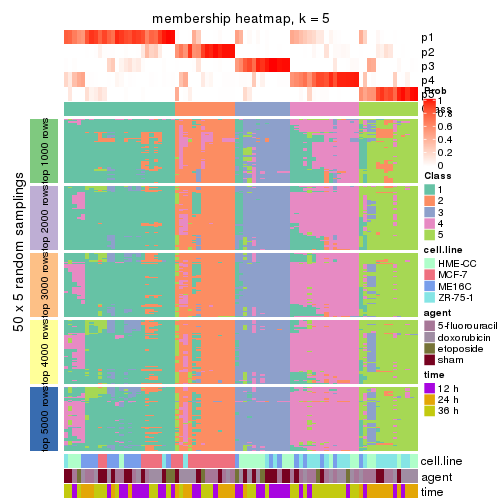 membership heatmap, k = 5
p1
p2
p3
p4
p5
Class
50 x 5 random samplings
top 1000 rows
top 2000 rows
top 3000 rows
top 4000 rows
top 5000 rows
cell.line
agent
time
Prob
1
0.8
0.6
0.4
0.2
0
Class
1
2
3
4
5
cell.line
HME-CC
MCF-7
ME16C
ZR-75-1
agent
5-fluorouracil
doxorubicin
etoposide
sham
time
12 h
24 h
36 h